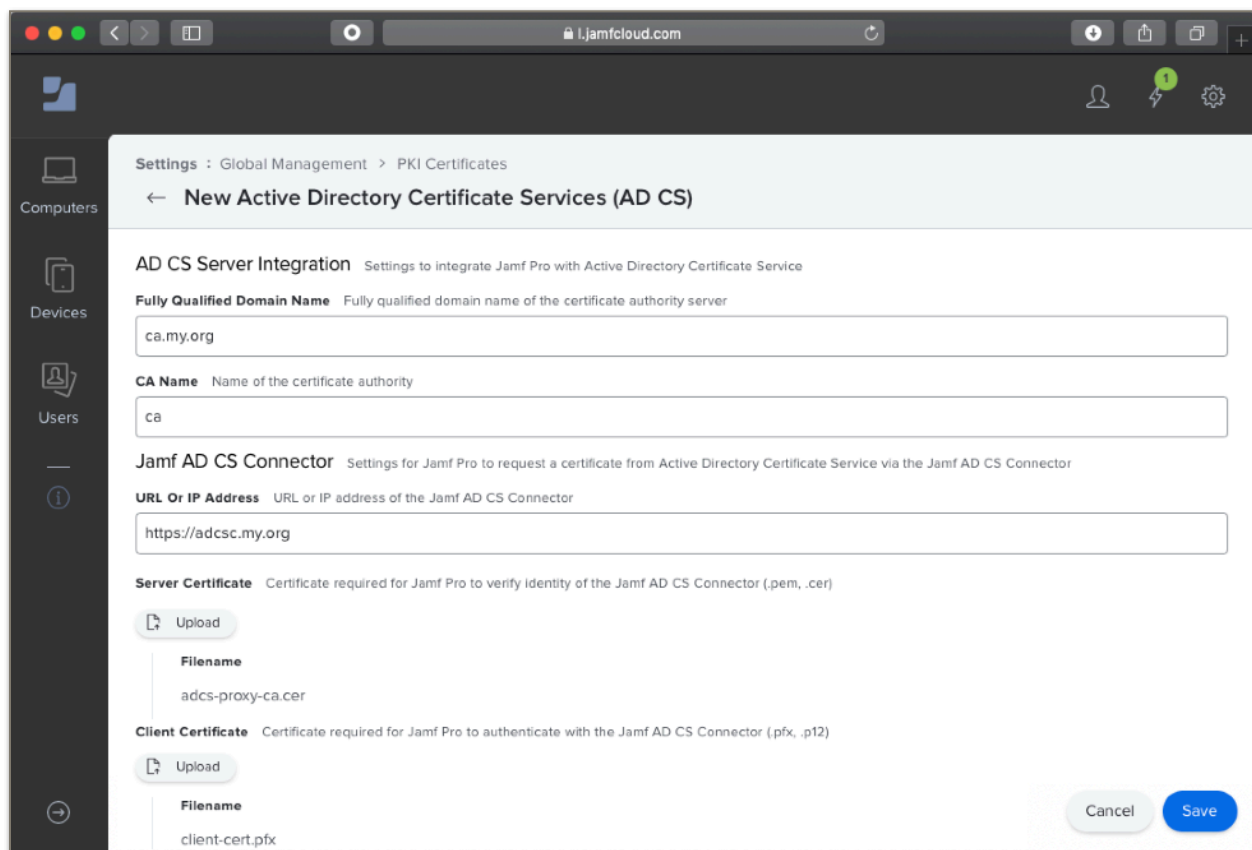 l.jamfcloud.com
1
Computers
Devices
Users
Settings : Global Management > PKI Certificates
← New Active Directory Certificate Services (AD CS)
AD CS Server Integration Settings to integrate Jamf Pro with Active Directory Certificate Service
Fully Qualified Domain Name Fully qualified domain name of the certificate authority server
ca.my.org
CA Name Name of the certificate authority
ca
Jamf AD CS Connector Settings for Jamf Pro to request a certificate from Active Directory Certificate Service via the Jamf AD CS Connector
URL Or IP Address URL or IP address of the Jamf AD CS Connector
https://adcsc.my.org
Server Certificate Certificate required for Jamf Pro to verify identity of the Jamf AD CS Connector (.pem, .cer)
Upload
Filename
adcs-proxy-ca.cer
Client Certificate Certificate required for Jamf Pro to authenticate with the Jamf AD CS Connector (.pfx, .p12)
Upload
Filename
client-cert.pfx
Cancel
Save